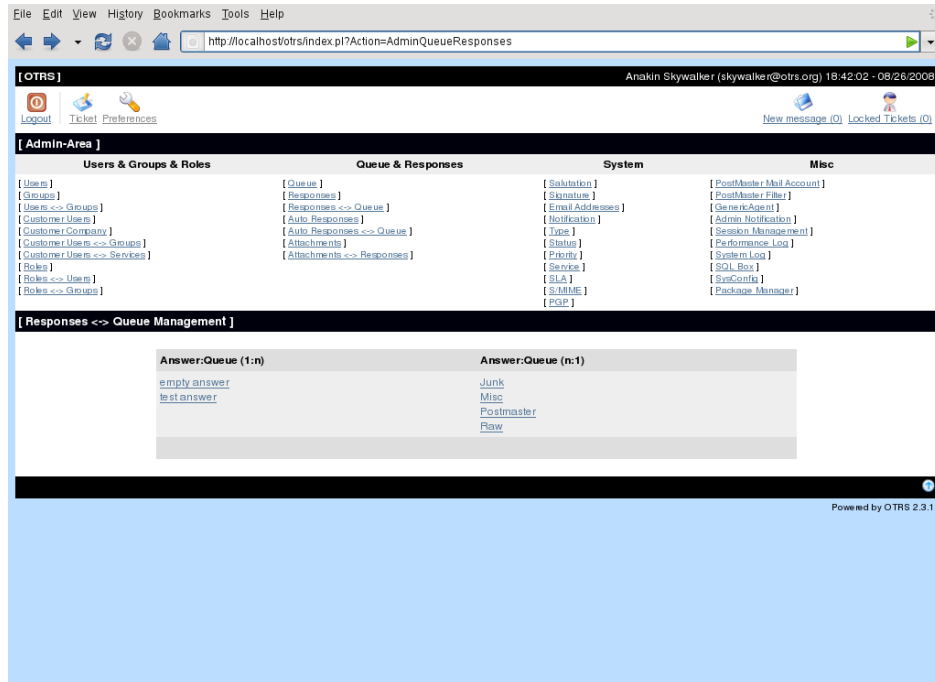 File Edit View History Bookmarks Tools Help
http://localhost/otrs/index.pl?Action=AdminQueueResponses
[ OTRS ] Anakin Skywalker (skywalker@otrs.org) 18:42:02 - 08/26/2008
Logout Ticket Preferences New message (0) Locked Tickets (0)
[ Admin-Area ]
Users & Groups & Roles Queue & Responses System Misc
[ Users ] [ Queue ] [ Salutation ] [ PostMaster Mail Account ]
[ Groups ] [ Responses ] [ Signature ] [ PostMaster Filter ]
[ Users <-> Groups ] [ Responses <-> Queue ] [ Email Addresses ] [ GenericAgent ]
[ Customer Users ] [ Auto Responses ] [ Notification ] [ Admin Notification ]
[ CustomerCompany ] [ Auto Responses <-> Queue ] [ Type ] [ Session Management ]
[ Customer Users <-> Groups ] [ Attachments ] [ Status ] [ Performance Log ]
[ Customer Users <-> Services ] [ Attachments <-> Responses ] [ Priority ] [ System Log ]
[ Roles ] [ Service ] [ SQL Box ]
[ Roles <-> Users ] [ SLA ] [ SysConfig ]
[ Roles <-> Groups ] [ S/MIME ] [ Package Manager ]
[ PGP ]
[ Responses <-> Queue Management ]
Answer:Queue (1:n) Answer:Queue (n:1)
empty answer Junk
test answer Misc
Postmaster
Raw
Powered by OTRS 2.3.1